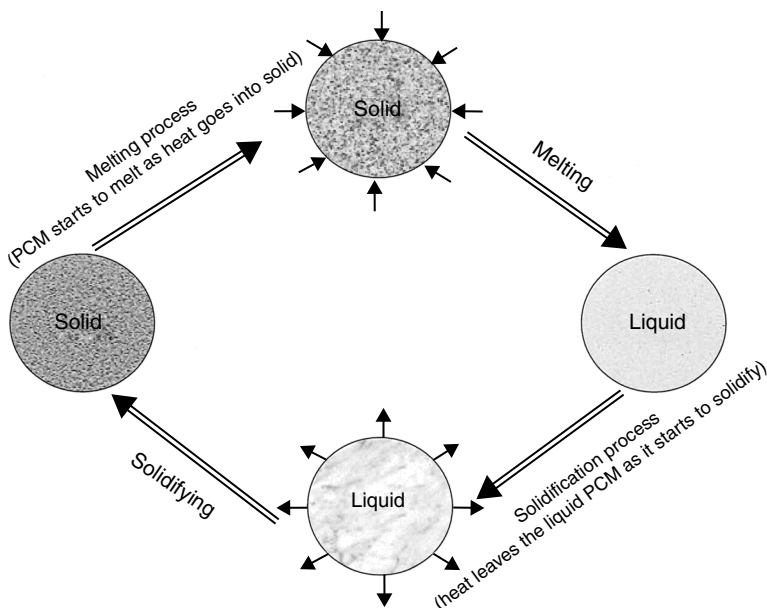 Solid
Melting process
(PCM starts to melt as heat goes into solid)
Melting
Solid
Liquid
Liquid
Solidifying
Solidification process
(heat leaves the liquid PCM as it starts to solidify)